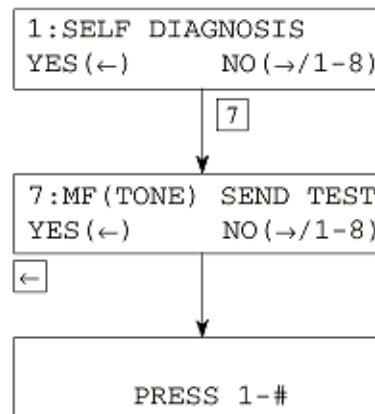 1:SELF DIAGNOSIS
YES(←) NO(→/1-8)
7
7:MF(TONE) SEND TEST
YES(←) NO(→/1-8)
←
PRESS 1-#